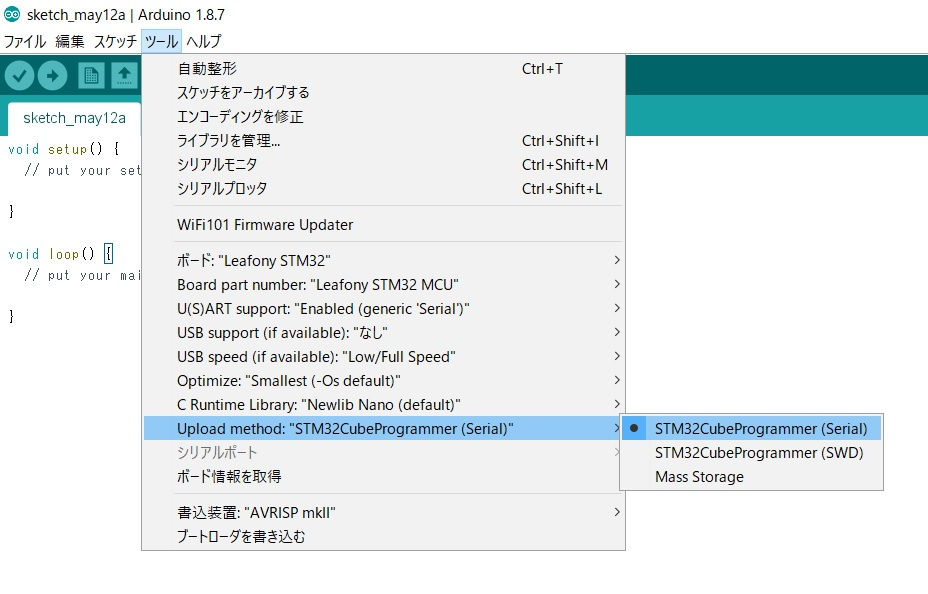 sketch_may12a | Arduino 1.8.7
ファイル 編集 スケッチ ツール ヘルプ
sketch_may12a
void setup() {
// put your set
}
void loop() {
// put your mai
}
自動整形 Ctrl+T
スケッチをアーカイブする
エンコーディングを修正
ライブラリを管理... Ctrl+Shift+I
シリアルモニタ Ctrl+Shift+M
シリアルプロッタ Ctrl+Shift+L
WiFi101 Firmware Updater
ボード: "Leafony STM32"
Board part number: "Leafony STM32 MCU"
U(S)ART support: "Enabled (generic 'Serial')"
USB support (if available): "なし"
USB speed (if available): "Low/Full Speed"
Optimize: "Smallest (-Os default)"
C Runtime Library: "Newlib Nano (default)"
Upload method: "STM32CubeProgrammer (Serial)"
シリアルポート
ボード情報を取得
書込装置: "AVRISP mkII"
ブートローダを書き込む
STM32CubeProgrammer (Serial)
STM32CubeProgrammer (SWD)
Mass Storage